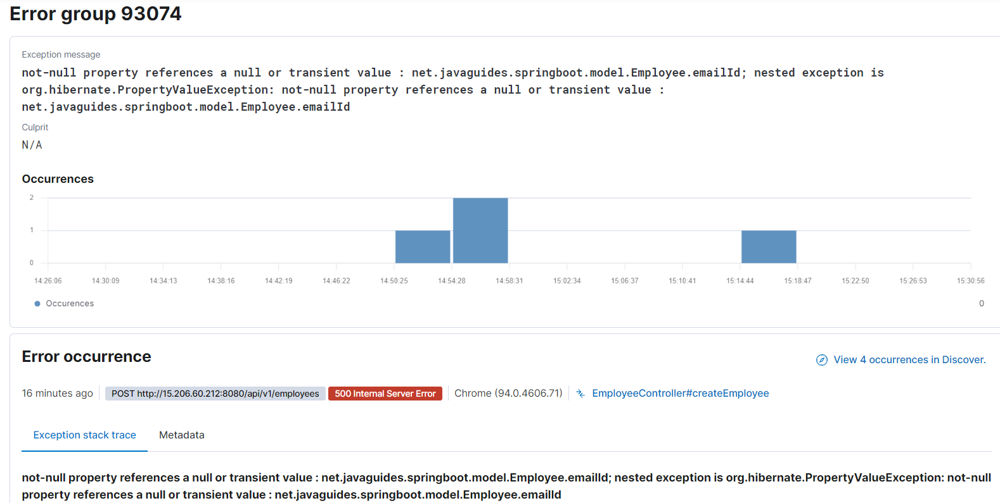 Error group 93074
Exception message
not-null property references a null or transient value : net.javaguides.springboot.model.Employee.emailId; nested exception is
org.hibernate.PropertyValueException: not-null property references a null or transient value :
net.javaguides.springboot.model.Employee.emailId
Culprit
N/A
Occurrences
2
1
0
14:26:06 14:30:09 14:34:13 14:38:16 14:42:19 14:46:22 14:50:25 14:54:28 14:58:31 15:02:34 15:06:37 15:10:41 15:14:44 15:18:47 15:22:50 15:26:53 15:30:56
Occurences 0
Error occurrence
View 4 occurrences in Discover.
16 minutes ago POST http://15.206.60.212:8080/api/v1/employees 500 Internal Server Error Chrome (94.0.4606.71) EmployeeController#createEmployee
Exception stack trace Metadata
not-null property references a null or transient value : net.javaguides.springboot.model.Employee.emailId; nested exception is org.hibernate.PropertyValueException: not-null
property references a null or transient value : net.javaguides.springboot.model.Employee.emailId